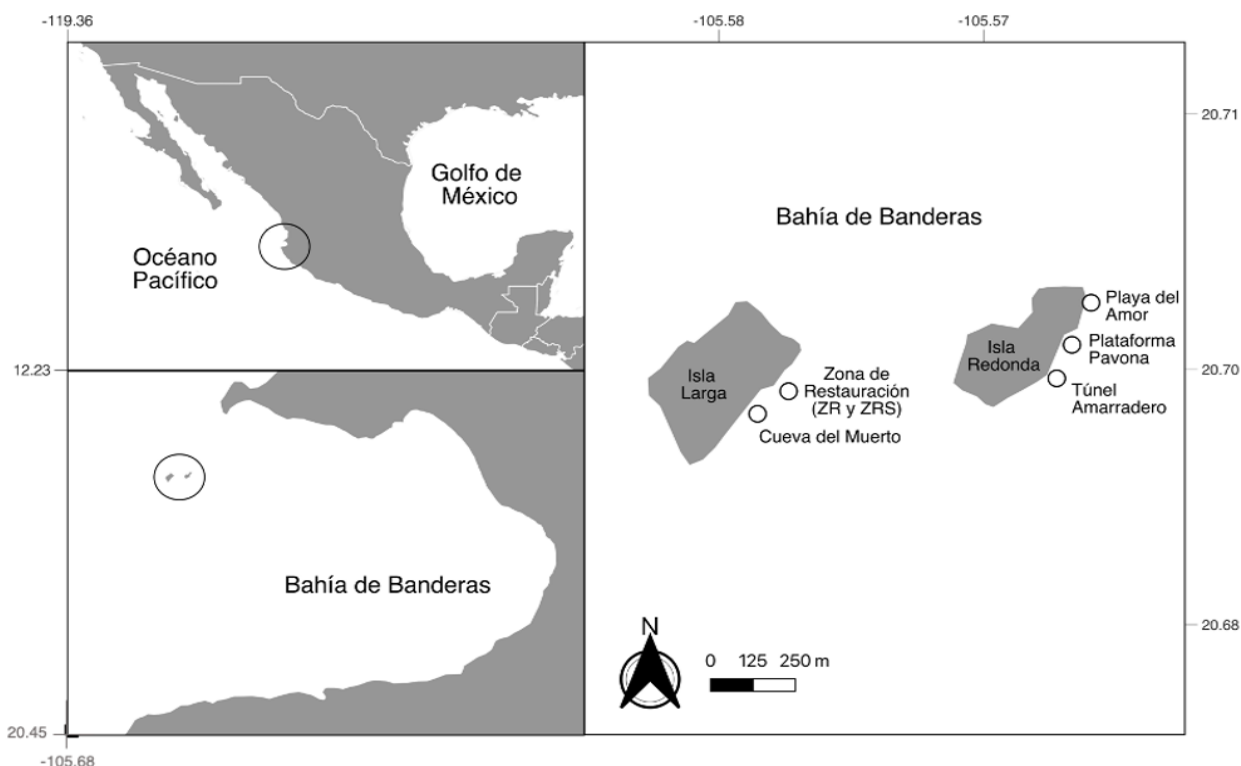 -119.36
-105.58
-105.57
Golfo de
México
Océano
Pacífico
12.23
Bahía de Banderas
20.45
-105.68
20.71
Bahía de Banderas
Playa del
Amor
Plataforma
Pavona
Isla
Redonda
20.70
Túnel
Amarradero
Isla
Larga
Zona de
Restauración
(ZR y ZRS)
Cueva del Muerto
20.68
N
0 125 250 m